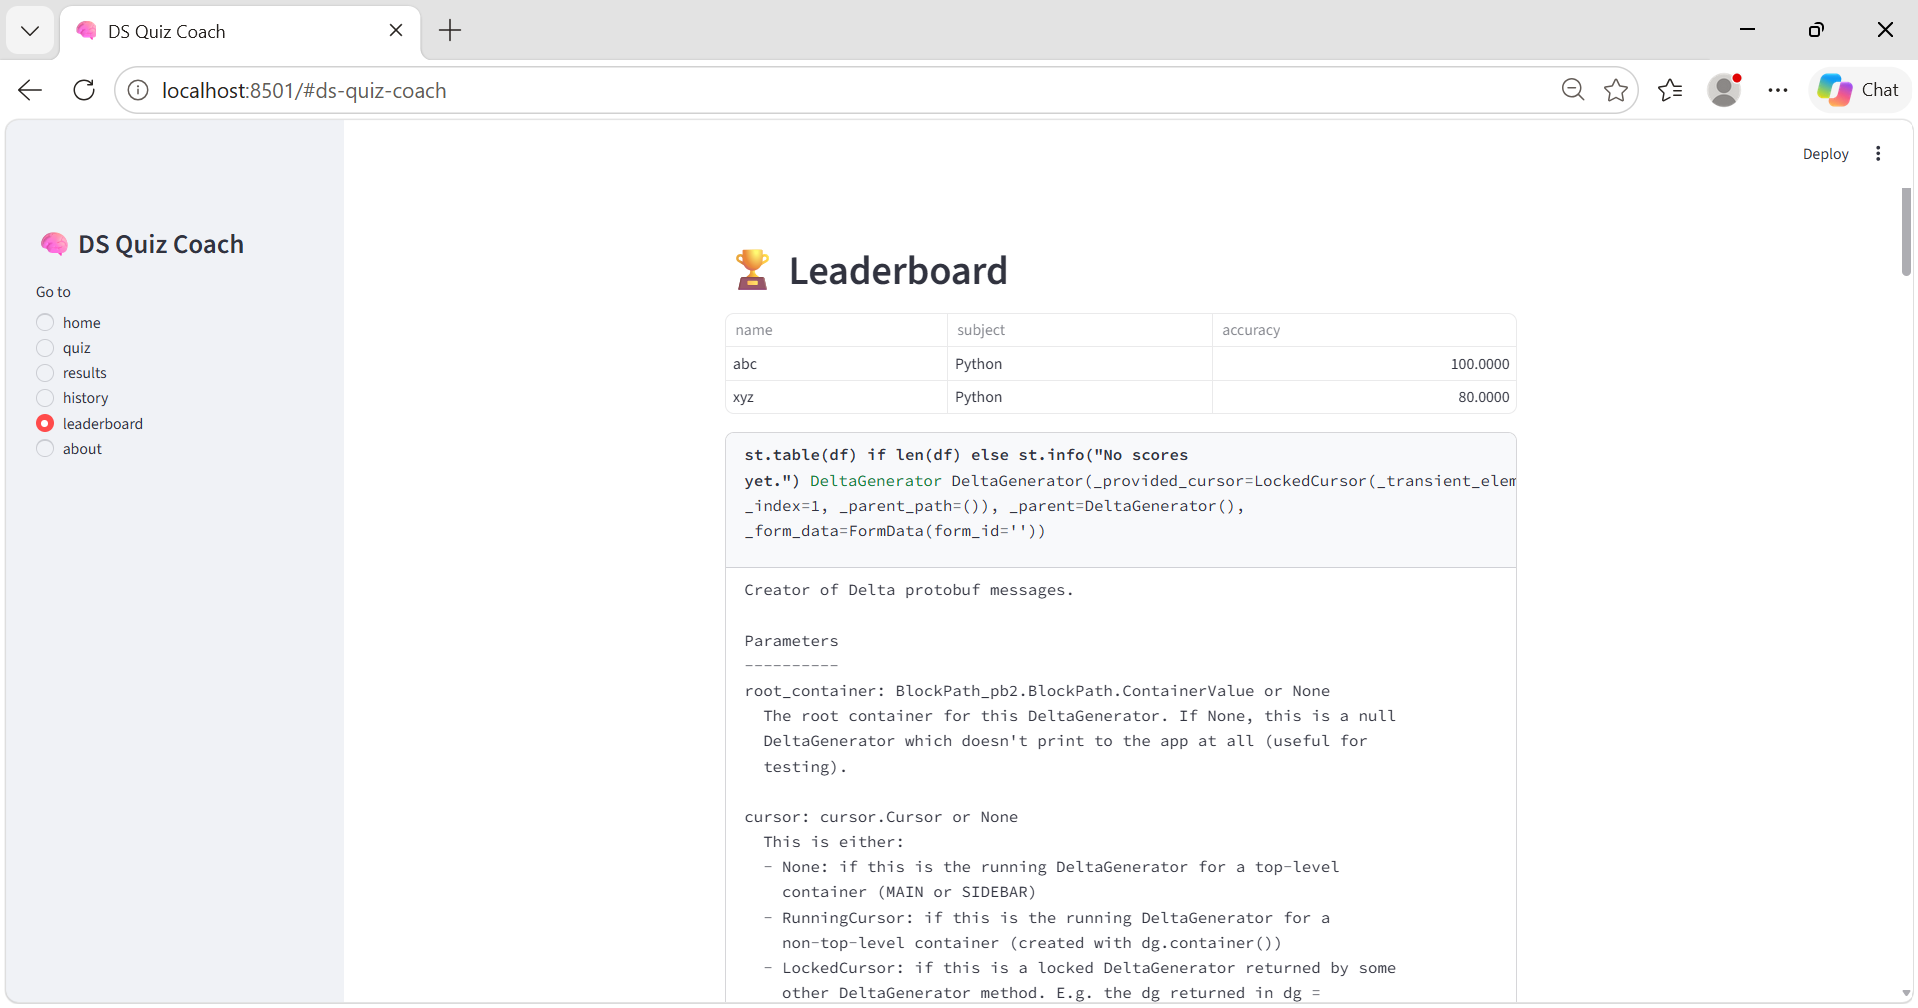 DS Quiz Coach
localhost:8501/#ds-quiz-coach
Chat
Deploy
DS Quiz Coach
Go to
home
quiz
results
history
leaderboard
about
Leaderboard
name subject accuracy
abc Python 100.0000
xyz Python 80.0000
st.table(df) if len(df) else st.info("No scores
yet.") DeltaGenerator DeltaGenerator(_provided_cursor=LockedCursor(_transient_elem
_index=1, _parent_path=()), _parent=DeltaGenerator(),
_form_data=FormData(form_id=''))
Creator of Delta protobuf messages.
Parameters
----------
root_container: BlockPath_pb2.BlockPath.ContainerValue or None
The root container for this DeltaGenerator. If None, this is a null
DeltaGenerator which doesn't print to the app at all (useful for
testing).
cursor: cursor.Cursor or None
This is either:
- None: if this is the running DeltaGenerator for a top-level
container (MAIN or SIDEBAR)
- RunningCursor: if this is the running DeltaGenerator for a
non-top-level container (created with dg.container())
- LockedCursor: if this is a locked DeltaGenerator returned by some
other DeltaGenerator method. E.g. the dg returned in dg =